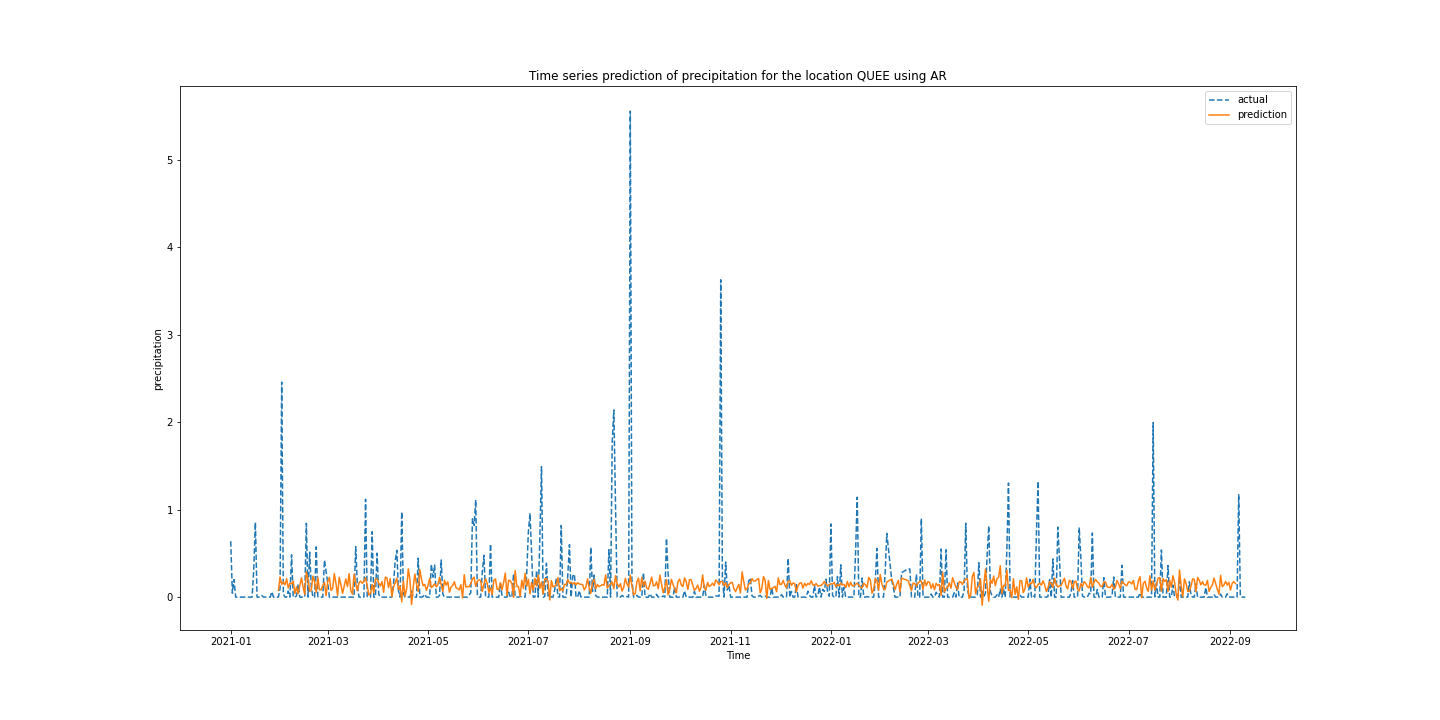 Time series prediction of precipitation for the location QUEE using AR
actual
prediction
5
4
3
2
1
0
precipitation
2021-01 2021-03 2021-05 2021-07 2021-09 2021-11 2022-01 2022-03 2022-05 2022-07 2022-09
Time